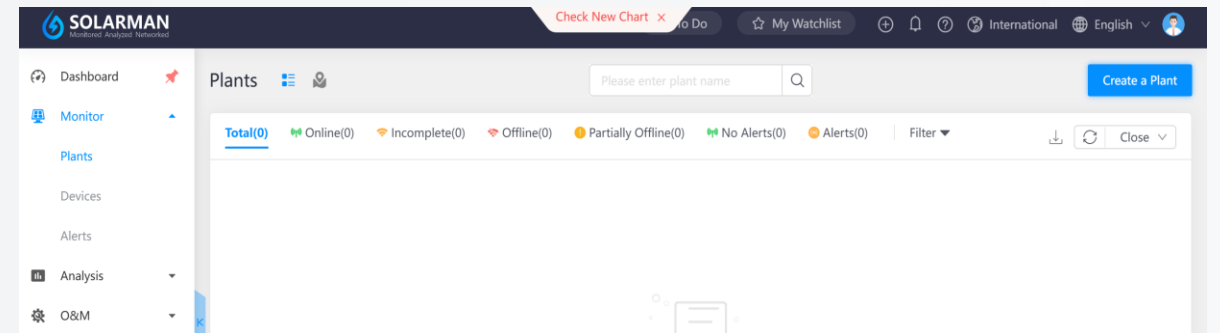 SOLARMAN
Monitored Analyzed Networked
Check New Chart ×
o Do
My Watchlist
International
English
Dashboard
Monitor
Plants
Devices
Alerts
Analysis
O&M
Plants
Please enter plant name
Create a Plant
Total(0) Online(0) Incomplete(0) Offline(0) Partially Offline(0) No Alerts(0) Alerts(0) Filter
Close